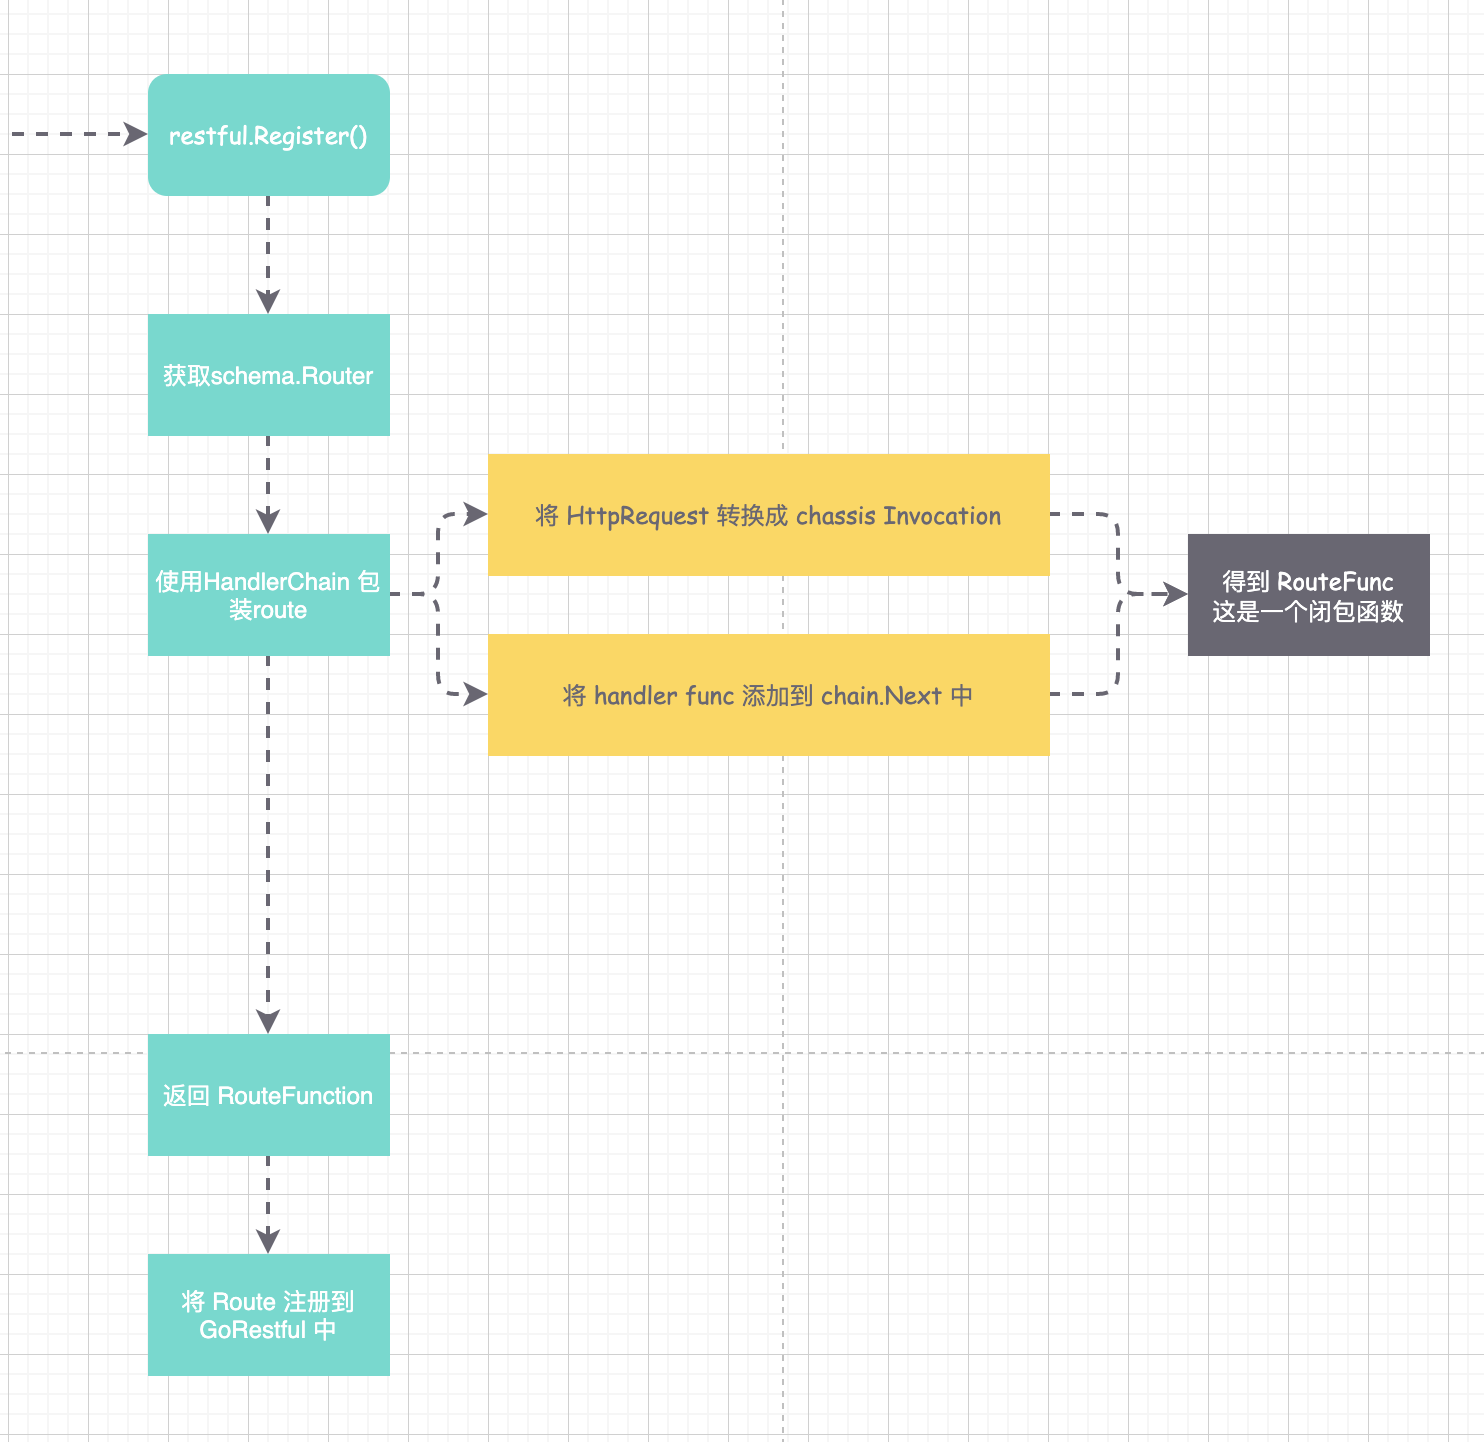 restful.Register()
获取schema.Router
使用HandlerChain 包
装route
将 HttpRequest 转换成 chassis Invocation
将 handler func 添加到 chain.Next 中
得到 RouteFunc
这是一个闭包函数
返回 RouteFunction
将 Route 注册到
GoRestful 中